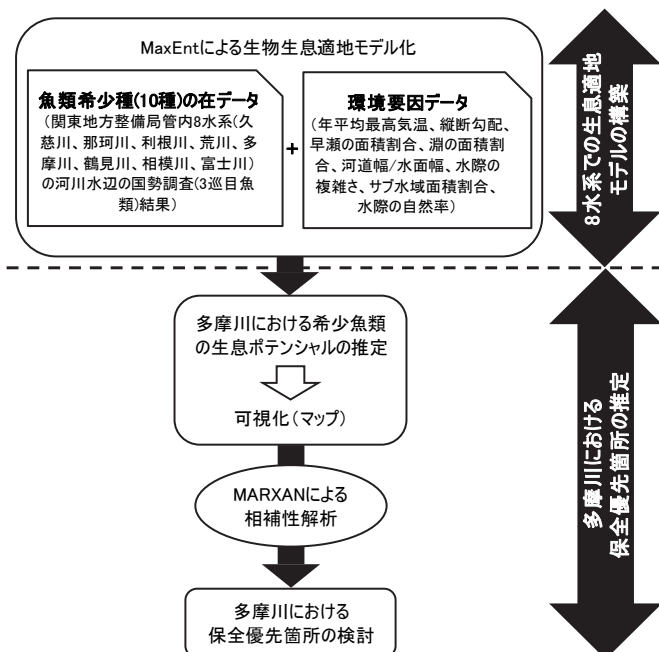 MaxEntによる生物生息適地モデル化
魚類希少種(10種)の在データ
(関東地方整備局管内8水系(久
慈川、那珂川、利根川、荒川、多
摩川、鶴見川、相模川、富士川)
の河川水辺の国勢調査(3巡目魚
類)結果)
+
環境要因データ
(年平均最高気温、縦断勾配、
早瀬の面積割合、淵の面積割
合、河道幅/水面幅、水際の
複雑さ、サブ水域面積割合、
水際の自然率)
8水系での生息適地
モデルの構築
多摩川における希少魚類
の生息ポテンシャルの推定
可視化(マップ)
MARXANによる
相補性解析
多摩川における
保全優先箇所の検討
多摩川における
保全優先箇所の推定